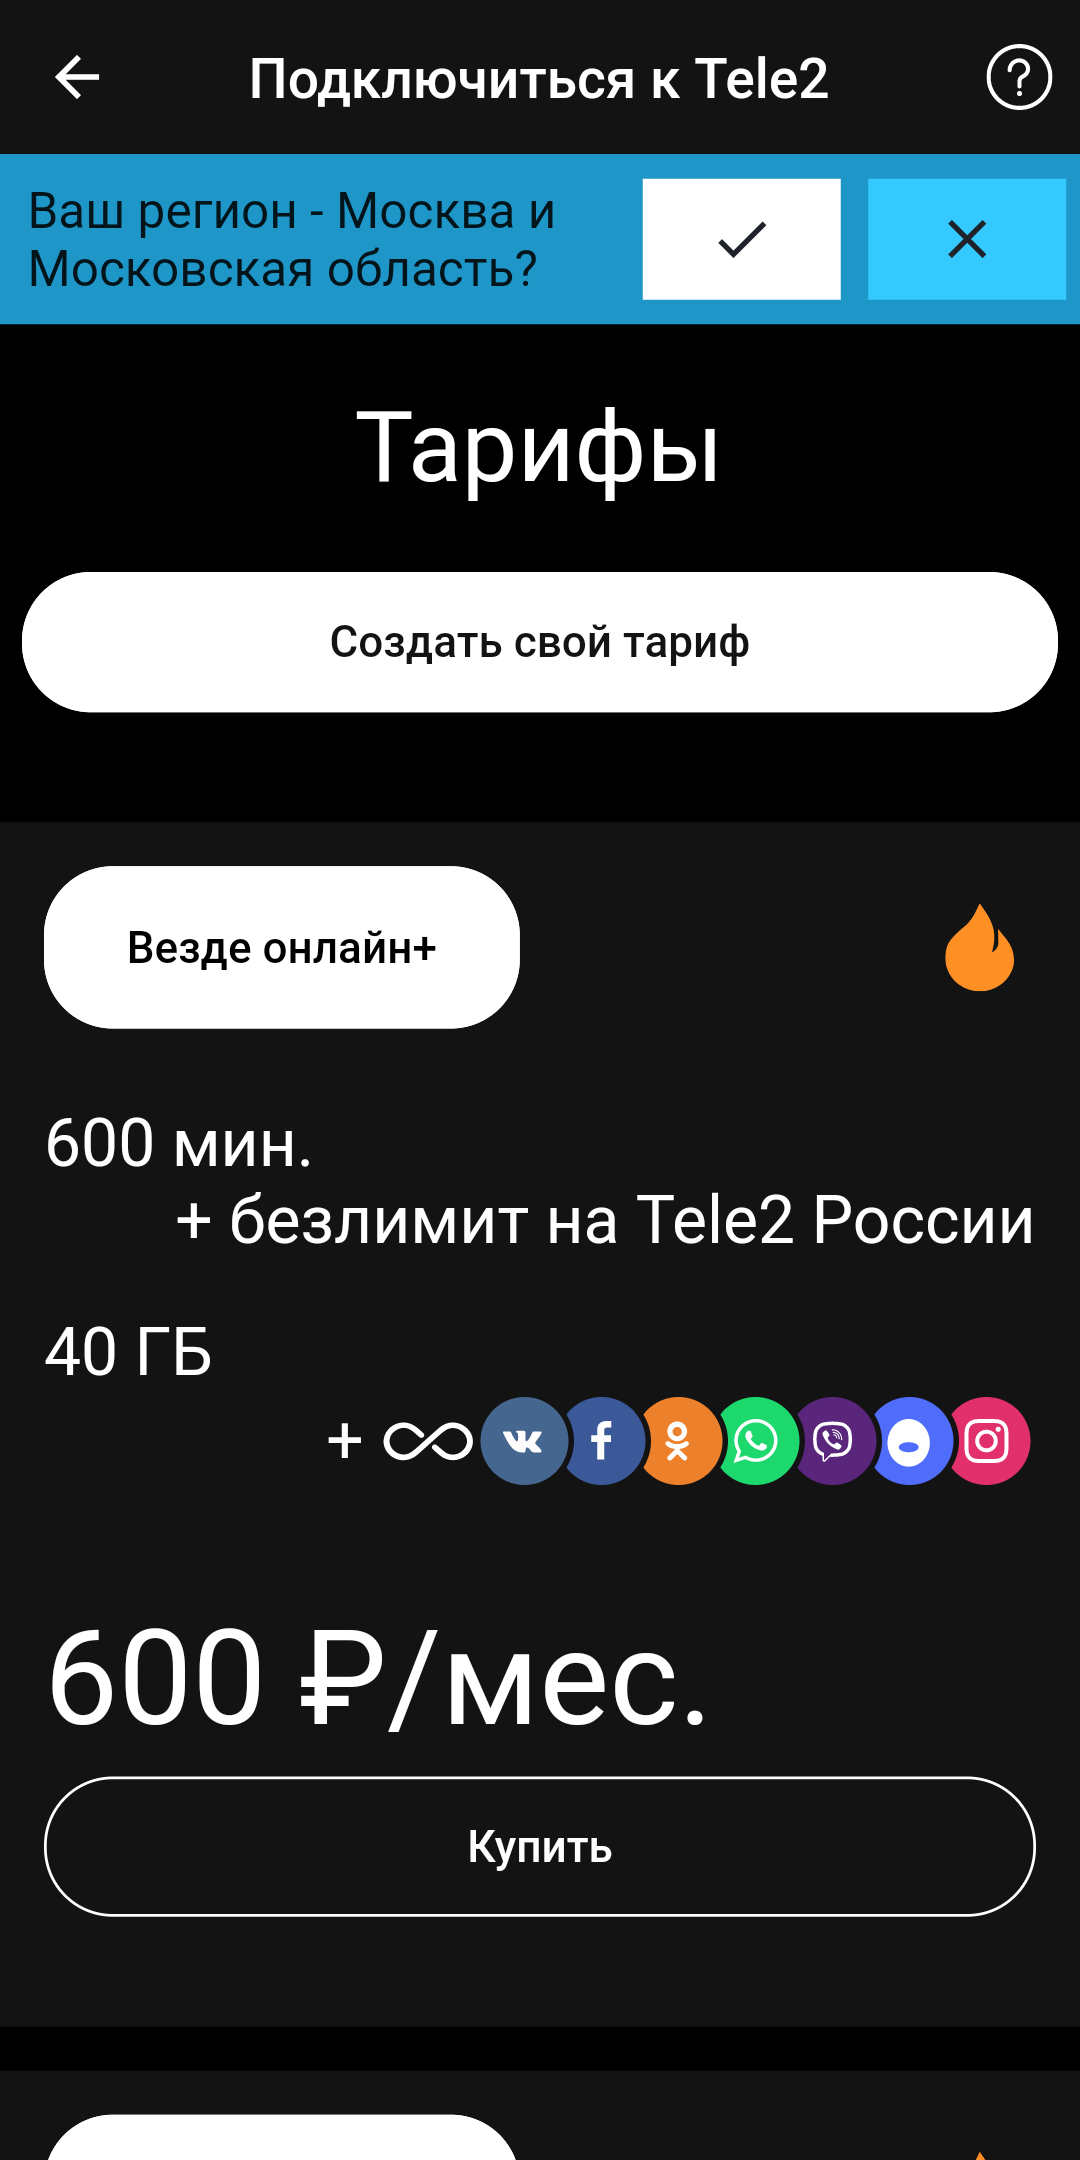 Подключиться к Tele2
Ваш регион - Москва и
Московская область?
Тарифы
Создать свой тариф
Везде онлайн+
600 мин.
+ безлимит на Tele2 России
40 ГБ
+
600 ₽/мес.
Купить